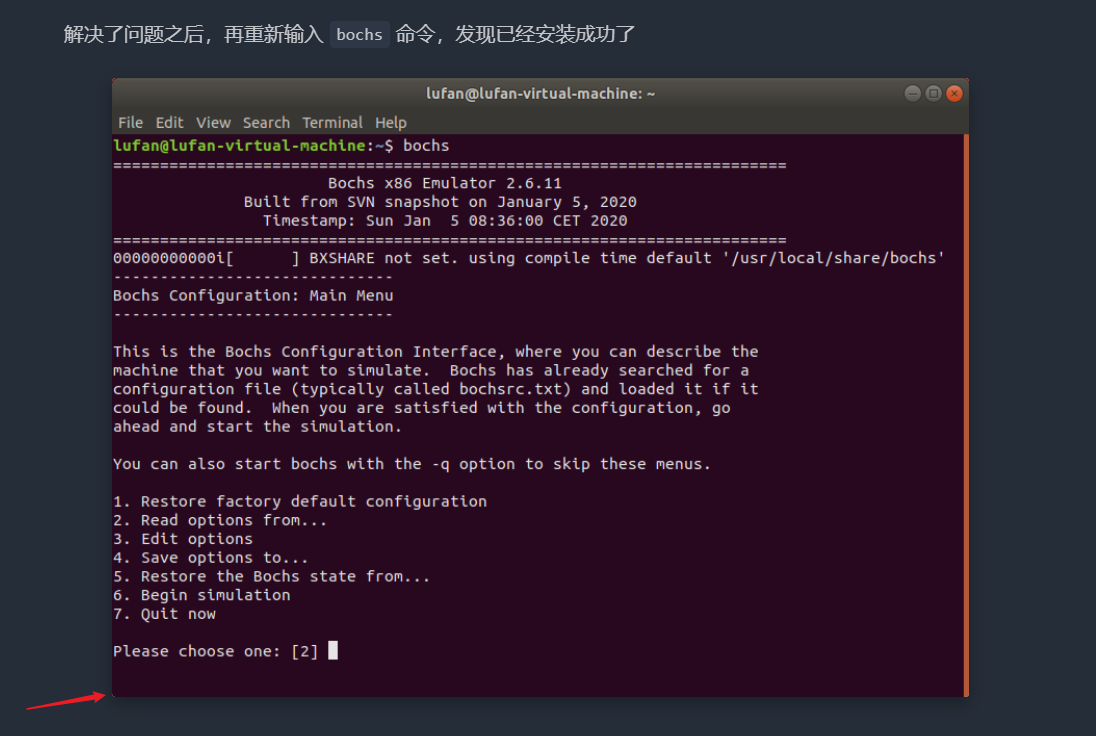 解决了问题之后，再重新输入 bochs 命令，发现已经安装成功了
lufan@lufan-virtual-machine: ~
File Edit View Search Terminal Help
lufan@lufan-virtual-machine:~$ bochs
========================================================================
Bochs x86 Emulator 2.6.11
Built from SVN snapshot on January 5, 2020
Timestamp: Sun Jan  5 08:36:00 CET 2020
========================================================================
00000000000i[      ] BXSHARE not set. using compile time default '/usr/local/share/bochs'
------------------------------
Bochs Configuration: Main Menu
------------------------------
This is the Bochs Configuration Interface, where you can describe the
machine that you want to simulate.  Bochs has already searched for a
configuration file (typically called bochsrc.txt) and loaded it if it
could be found.  When you are satisfied with the configuration, go
ahead and start the simulation.
You can also start bochs with the -q option to skip these menus.
1. Restore factory default configuration
2. Read options from...
3. Edit options
4. Save options to...
5. Restore the Bochs state from...
6. Begin simulation
7. Quit now
Please choose one: [2]